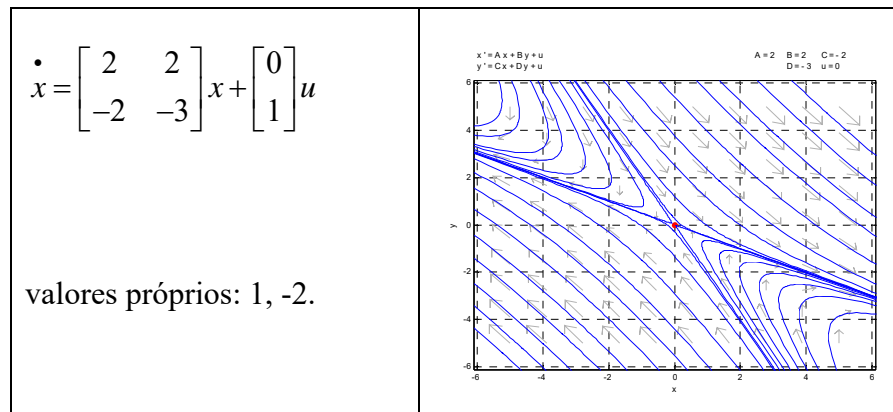 ẋ = [2 2; −2 −3] x + [0; 1] u
valores próprios: 1, -2.
x ' = A x + B y + u
y ' = C x + D y + u
A = 2 B = 2 C = - 2
D = - 3 u = 0
6
4
2
0
-2
-4
-6
y
-6 -4 -2 0 2 4 6
x